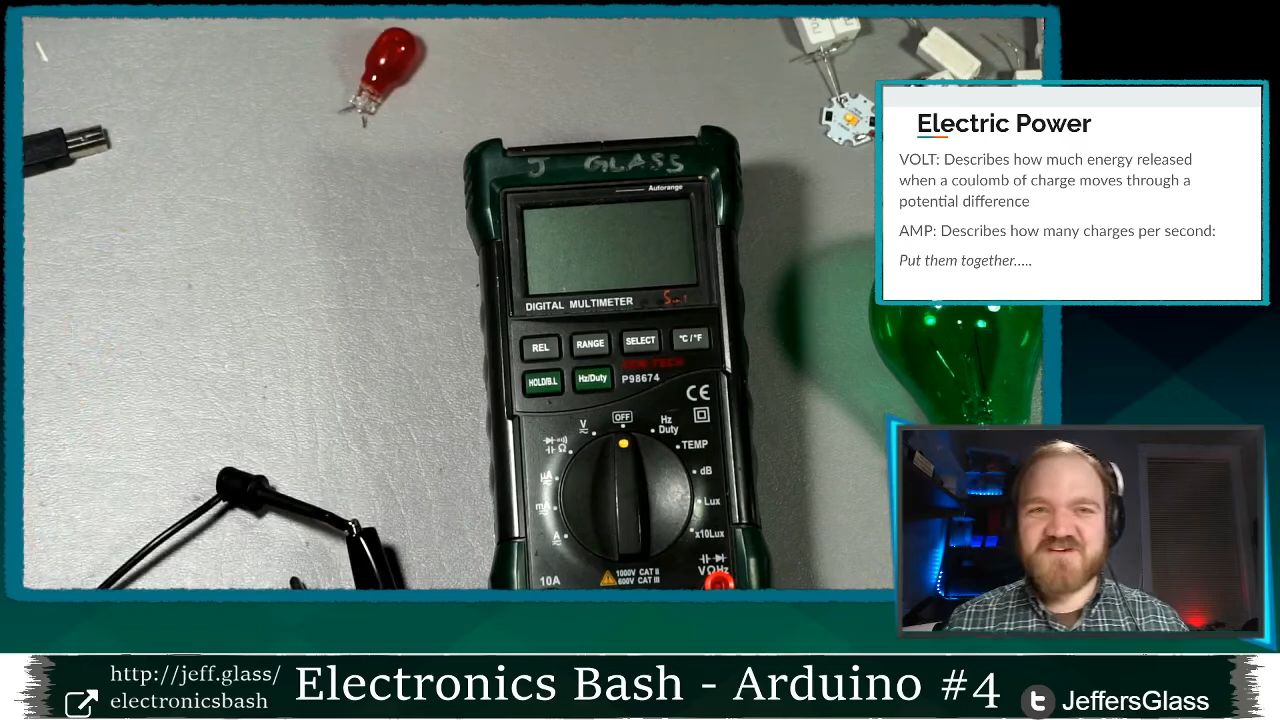 J GLASS
Autorange
DIGITAL MULTIMETER
REL
RANGE
SELECT
°C / °F
HOLD/B.L
Hz/Duty
P98674
CE
OFF
V
Hz
Duty
TEMP
dB
Lux
x10Lux
Ω
µA
mA
A
10A
1000V CAT II
600V CAT III
VΩHz
Electric Power
VOLT: Describes how much energy released
when a coulomb of charge moves through a
potential difference
AMP: Describes how many charges per second:
Put them together.....
http://jeff.glass/
electronicsbash
Electronics Bash - Arduino #4
JeffersGlass